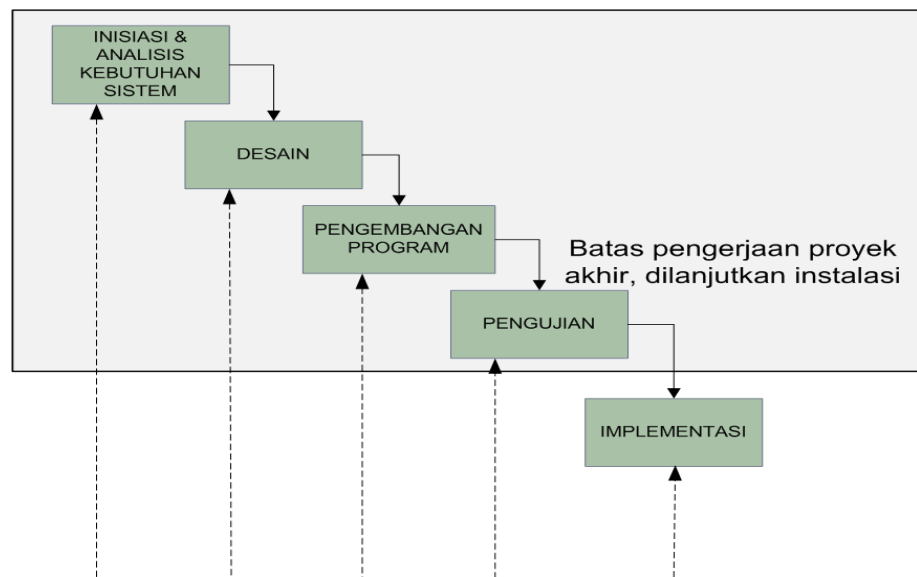 INISIASI &
ANALISIS
KEBUTUHAN
SISTEM
DESAIN
PENGEMBANGAN
PROGRAM
Batas pengerjaan proyek
akhir, dilanjutkan instalasi
PENGUJIAN
IMPLEMENTASI